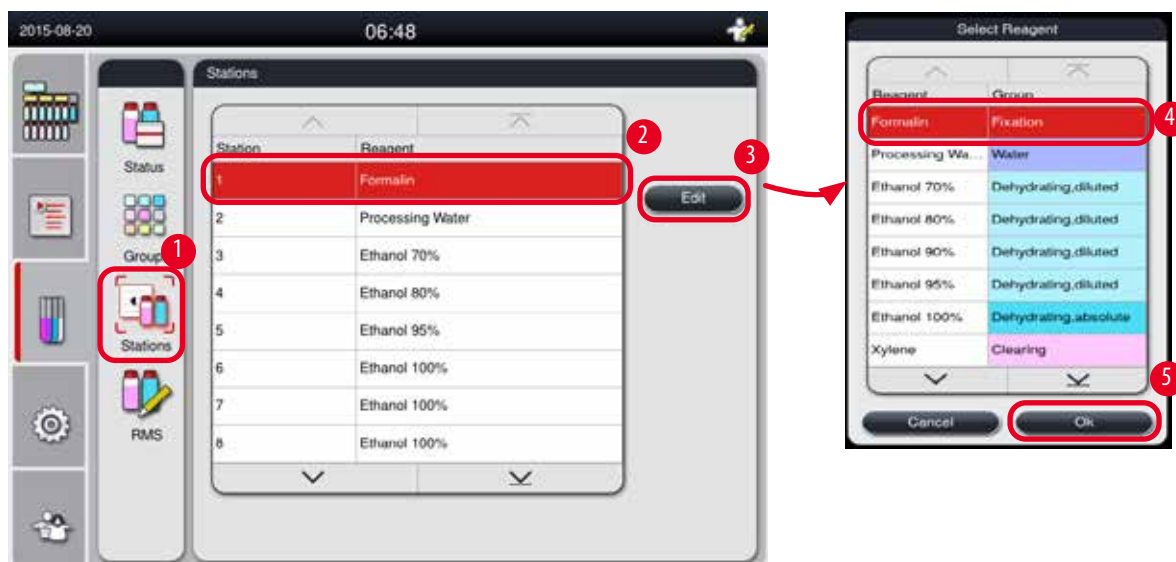 2015-08-20 06:48
Stations
Status
Group
Stations
RMS
Station Reagent
1 Formalin
2 Processing Water
3 Ethanol 70%
4 Ethanol 80%
5 Ethanol 95%
6 Ethanol 100%
7 Ethanol 100%
8 Ethanol 100%
Edit
1
2
3
Select Reagent
Reagent Group
Formalin Fixation
Processing Wa... Water
Ethanol 70% Dehydrating,diluted
Ethanol 80% Dehydrating,diluted
Ethanol 90% Dehydrating,diluted
Ethanol 95% Dehydrating,diluted
Ethanol 100% Dehydrating,absolute
Xylene Clearing
Cancel Ok
4
5